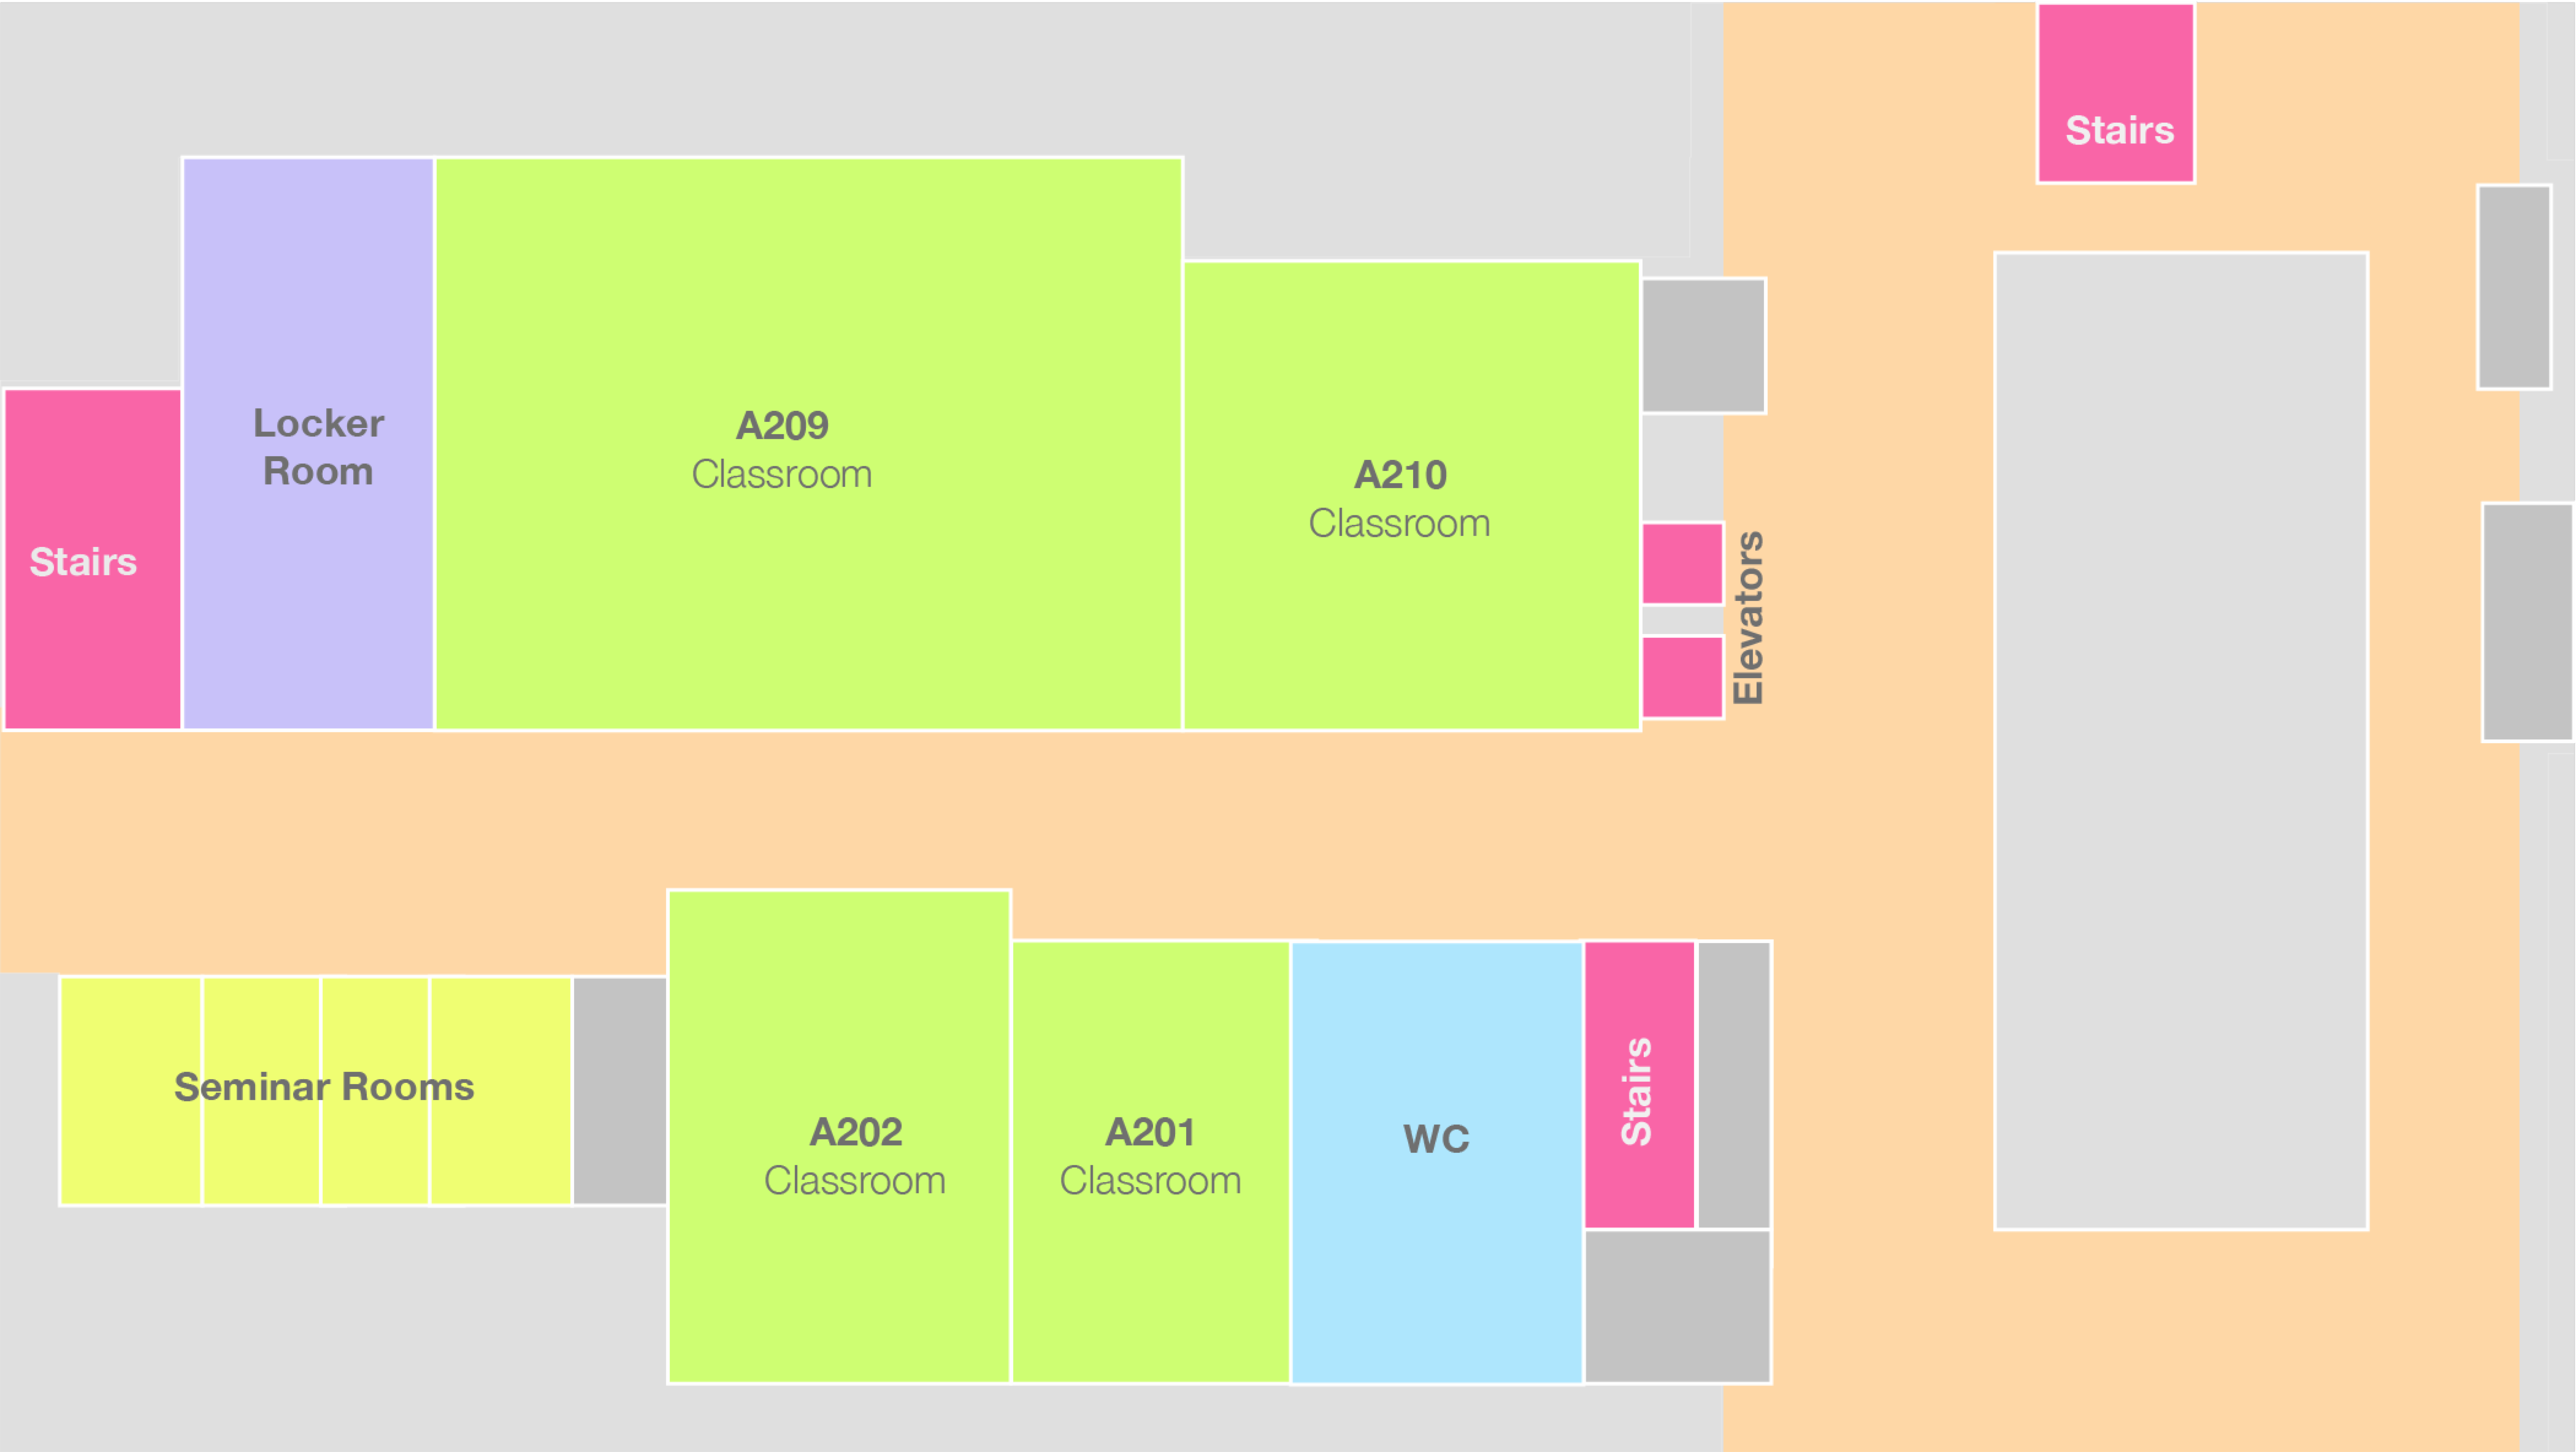 Stairs
Locker
Room
A209
Classroom
A210
Classroom
Stairs
Elevators
Seminar Rooms
A202
Classroom
A201
Classroom
WC
Stairs